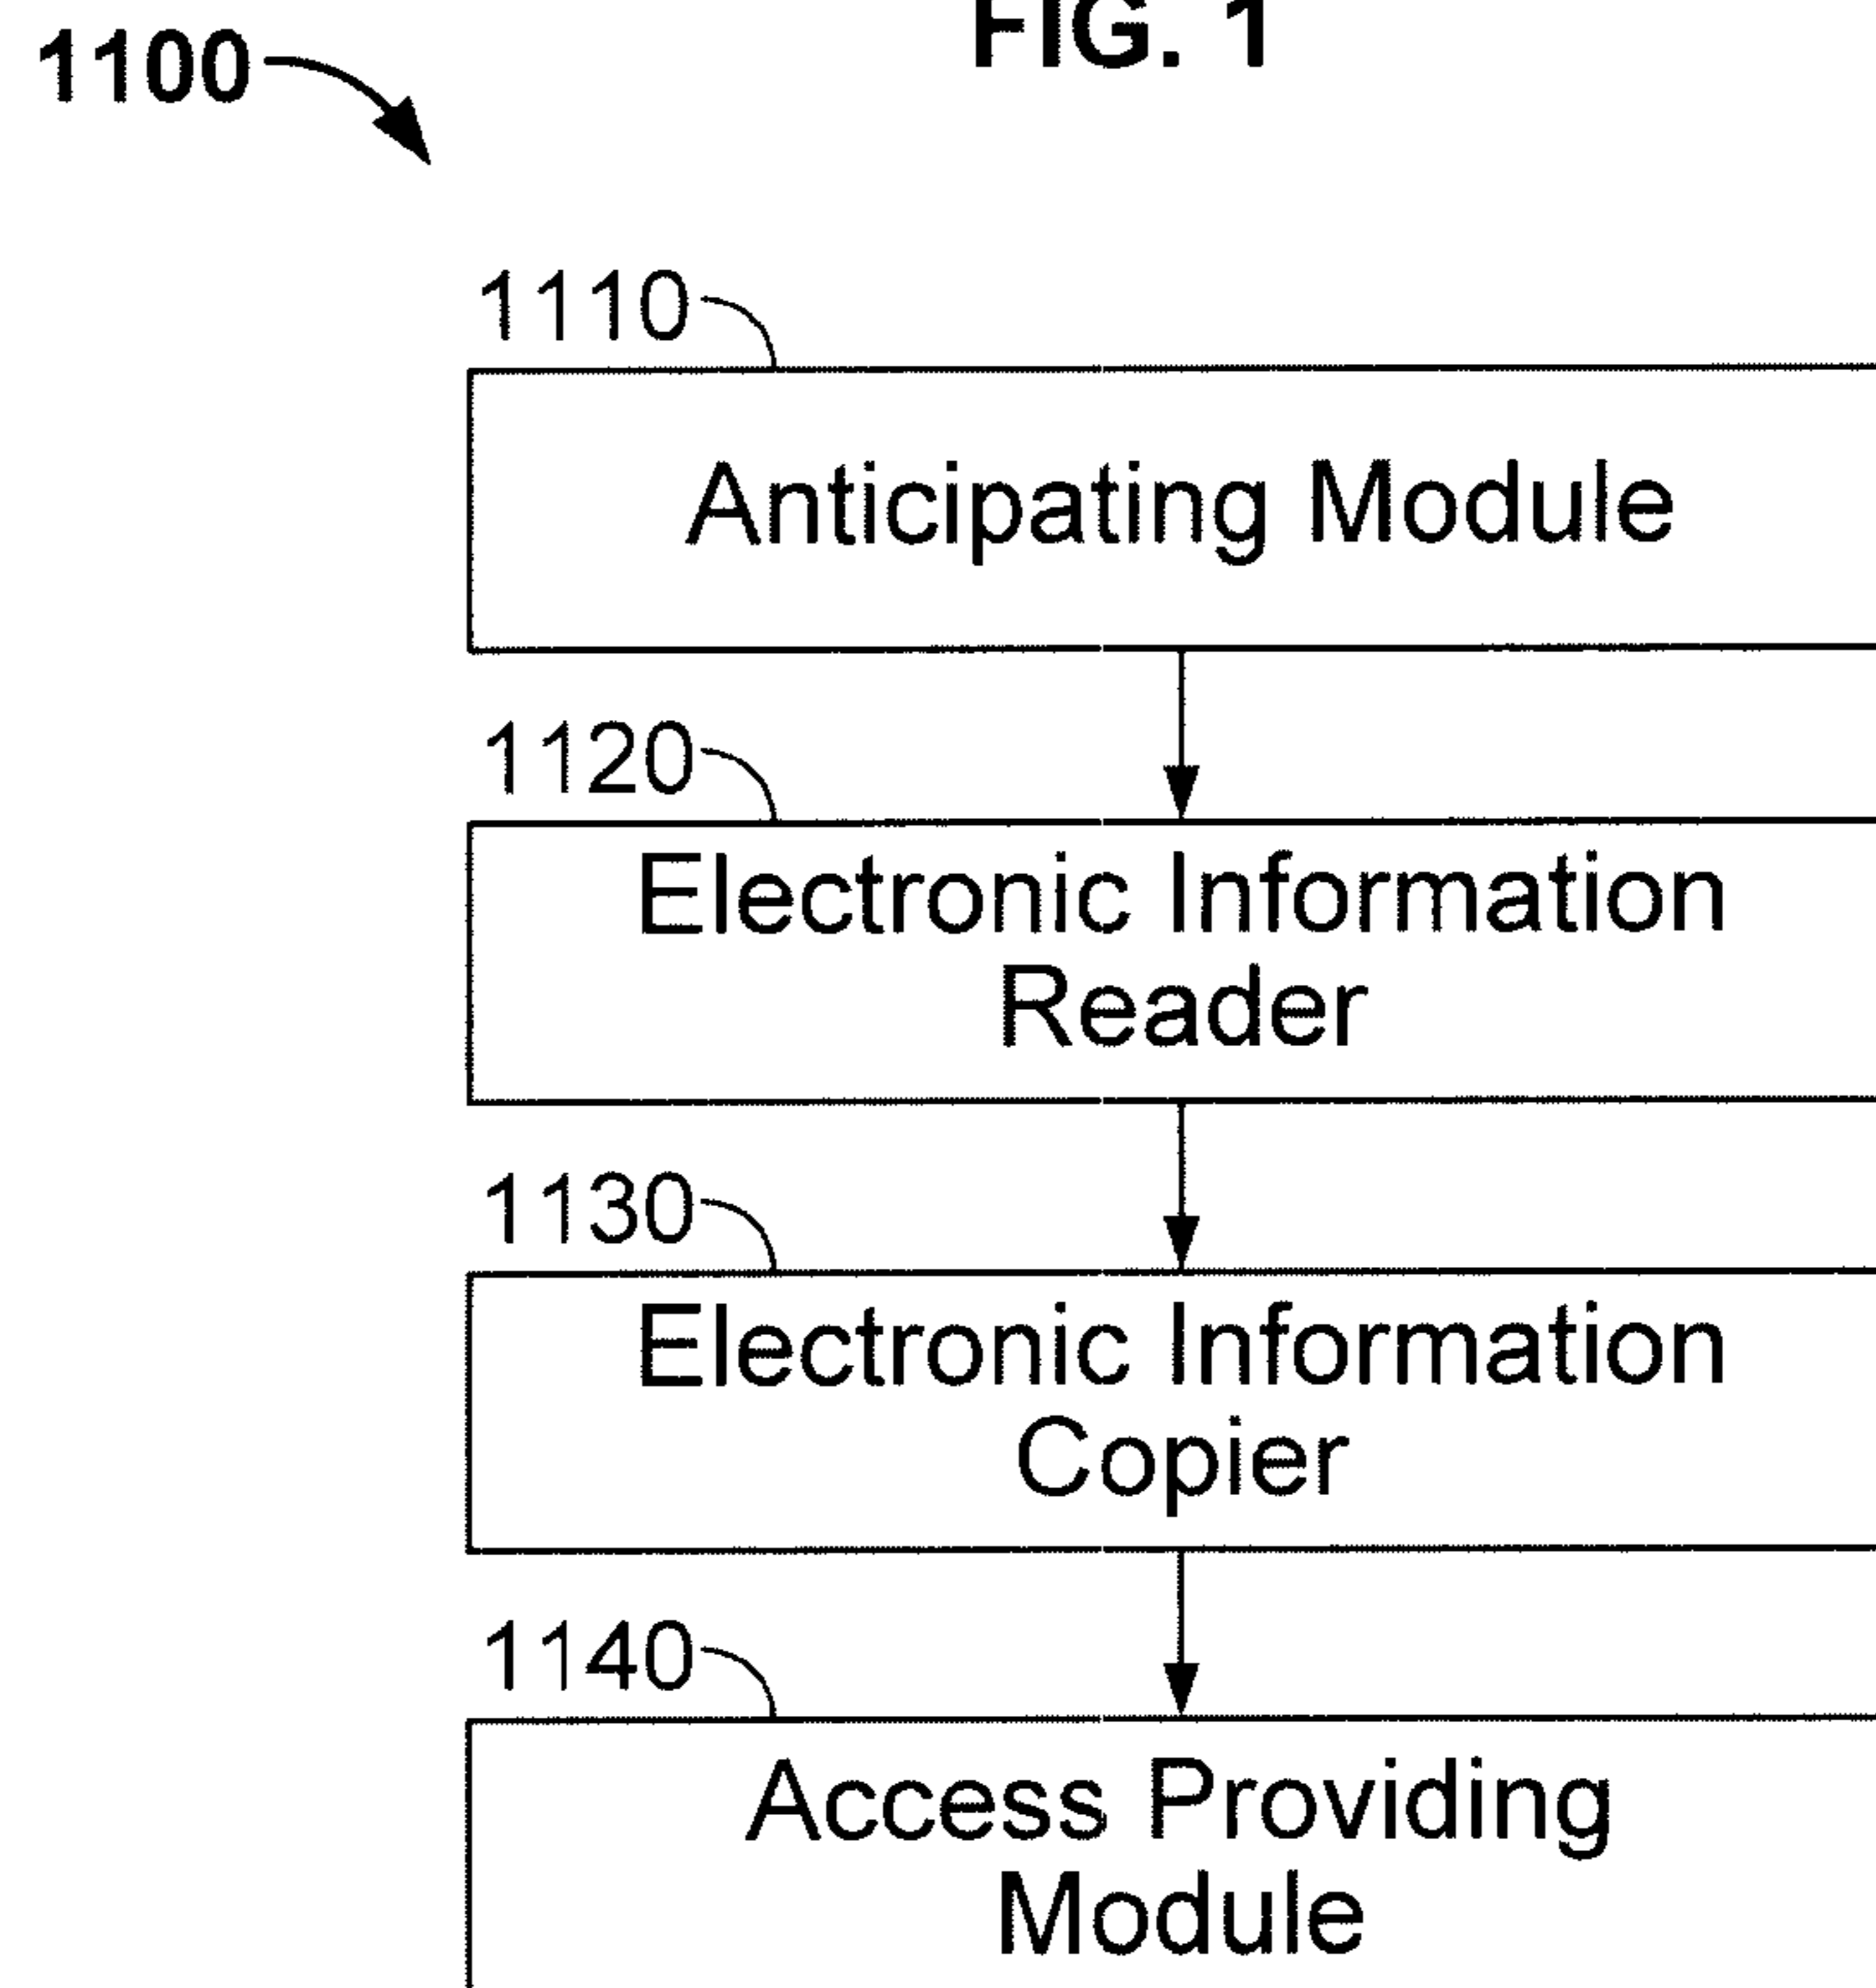 FIG. 1
1100
1110
Anticipating Module
1120
Electronic Information
Reader
1130
Electronic Information
Copier
1140
Access Providing
Module